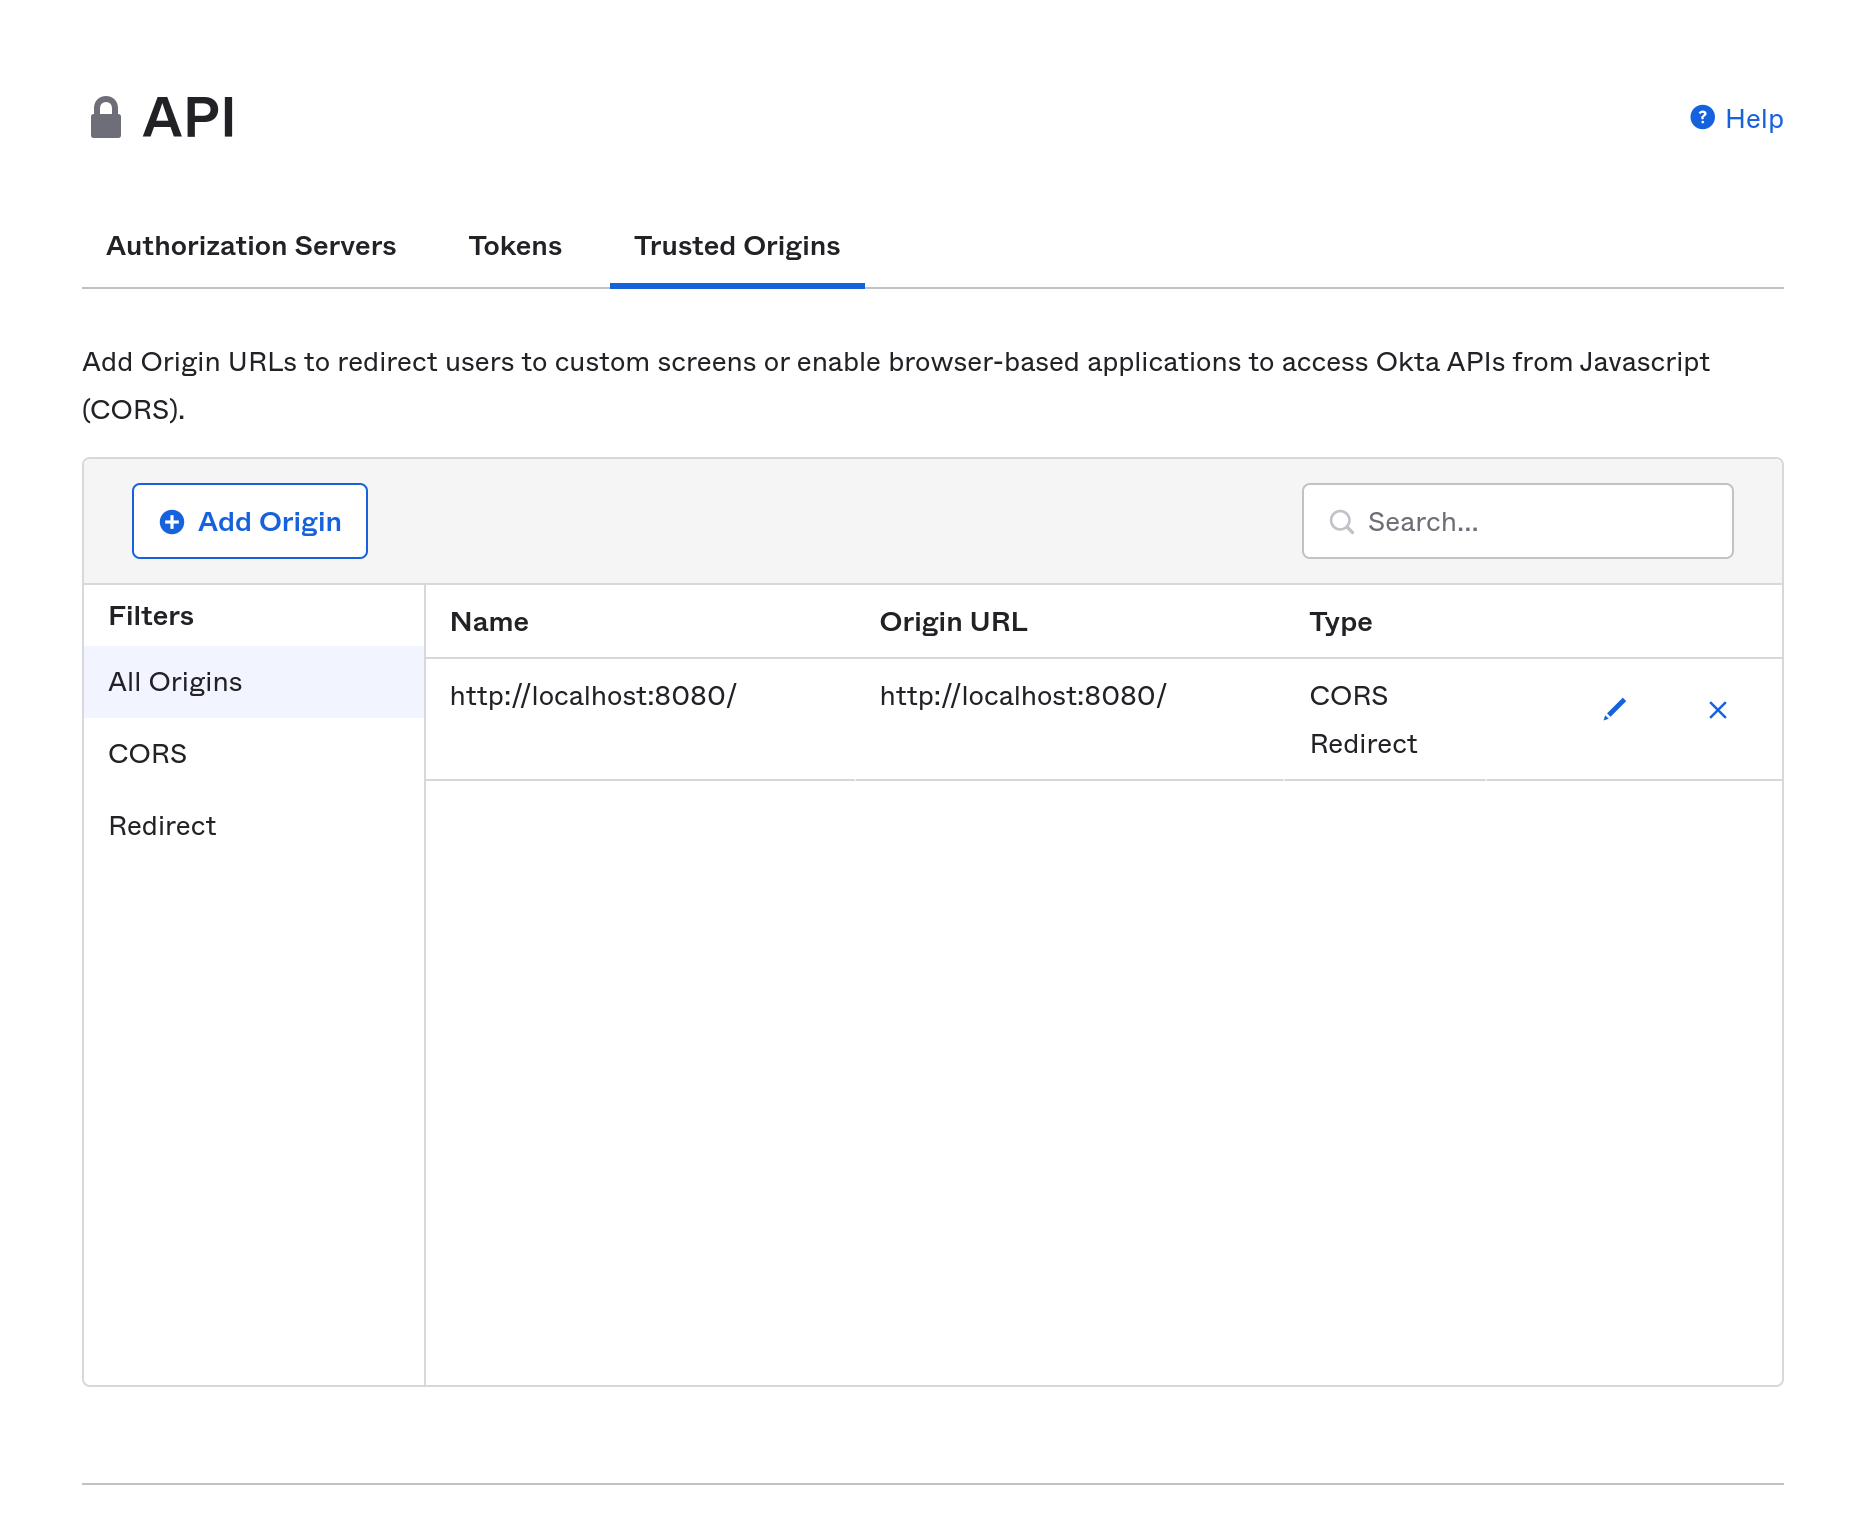 API
Help
Authorization Servers
Tokens
Trusted Origins
Add Origin URLs to redirect users to custom screens or enable browser-based applications to access Okta APIs from Javascript
(CORS).
Add Origin
Search...
Filters
All Origins
CORS
Redirect
Name
Origin URL
Type
http://localhost:8080/
http://localhost:8080/
CORS
Redirect